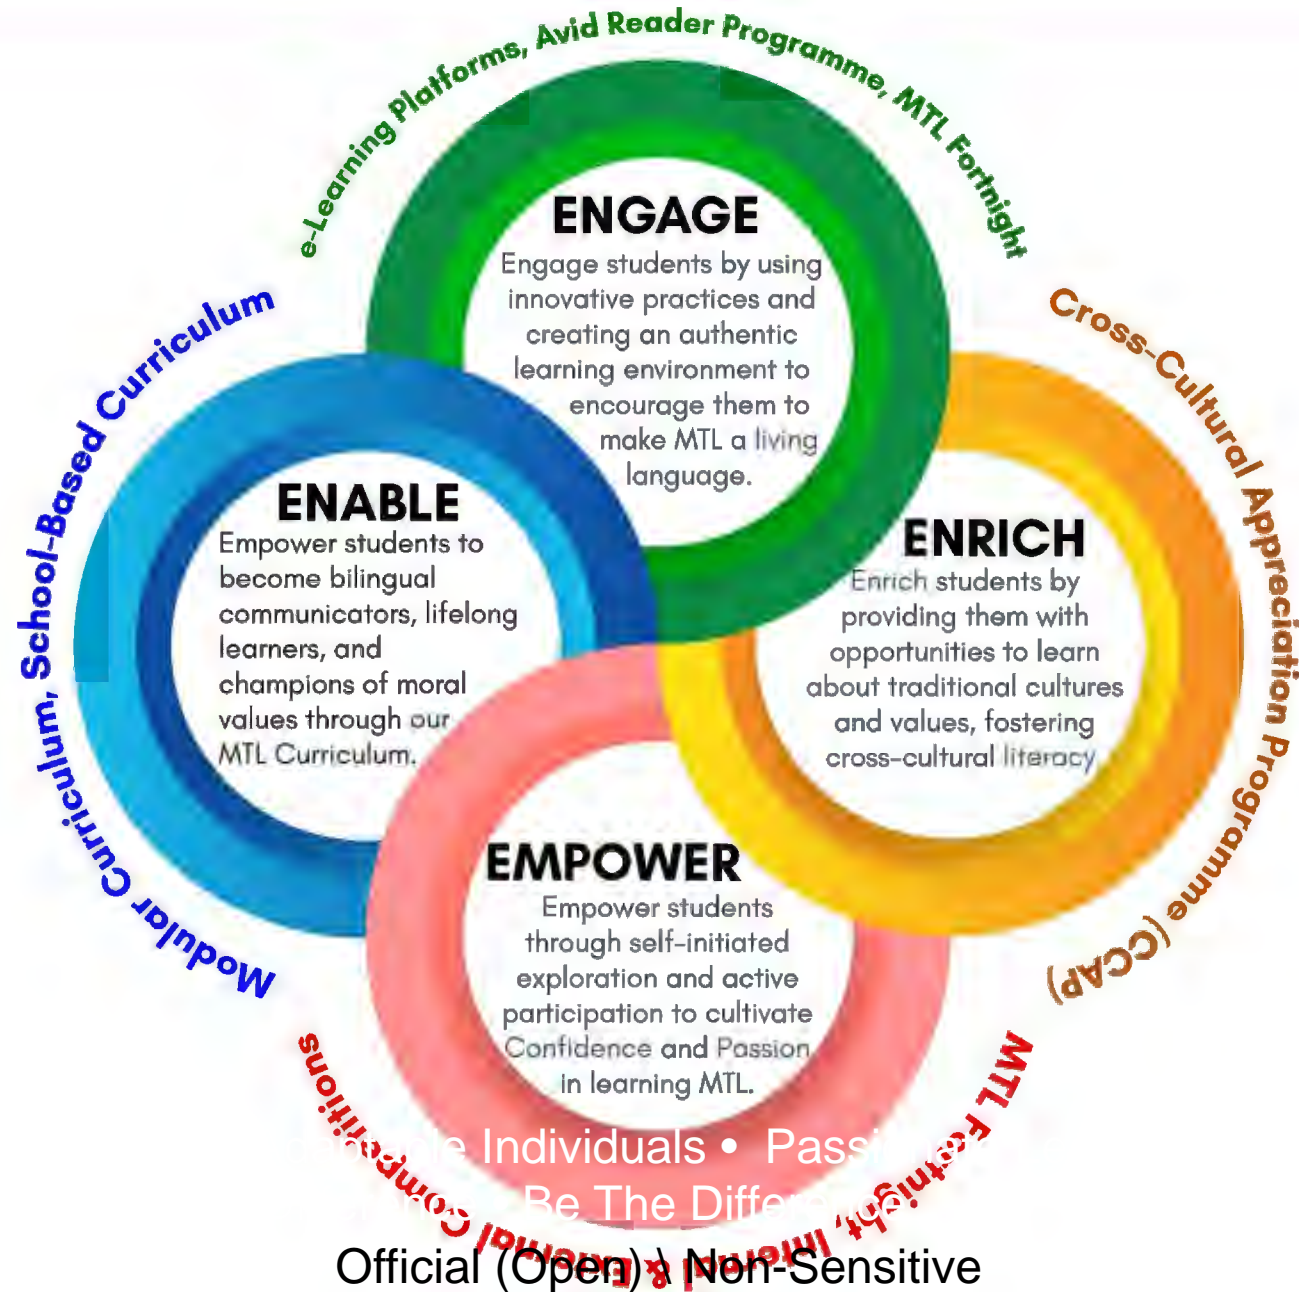 e-Learning Platforms, Avid Reader Programme, MTL Fortnight
ENGAGE
Engage students by using
innovative practices and
creating an authentic
learning environment to
encourage them to
make MTL a living
language.
Modular Curriculum, School-Based Curriculum
ENABLE
Empower students to
become bilingual
communicators, lifelong
learners, and
champions of moral
values through our
MTL Curriculum.
Cross-Cultural Appreciation Programme (CCAP)
ENRICH
Enrich students by
providing them with
opportunities to learn
about traditional cultures
and values, fostering
cross-cultural literacy
EMPOWER
Empower students
through self-initiated
exploration and active
participation to cultivate
Confidence and Passion
in learning MTL.
MTL Fortnight, Internal & External Competitions
Individuals •
Be The Difference
Official (Open) \ Non-Sensitive